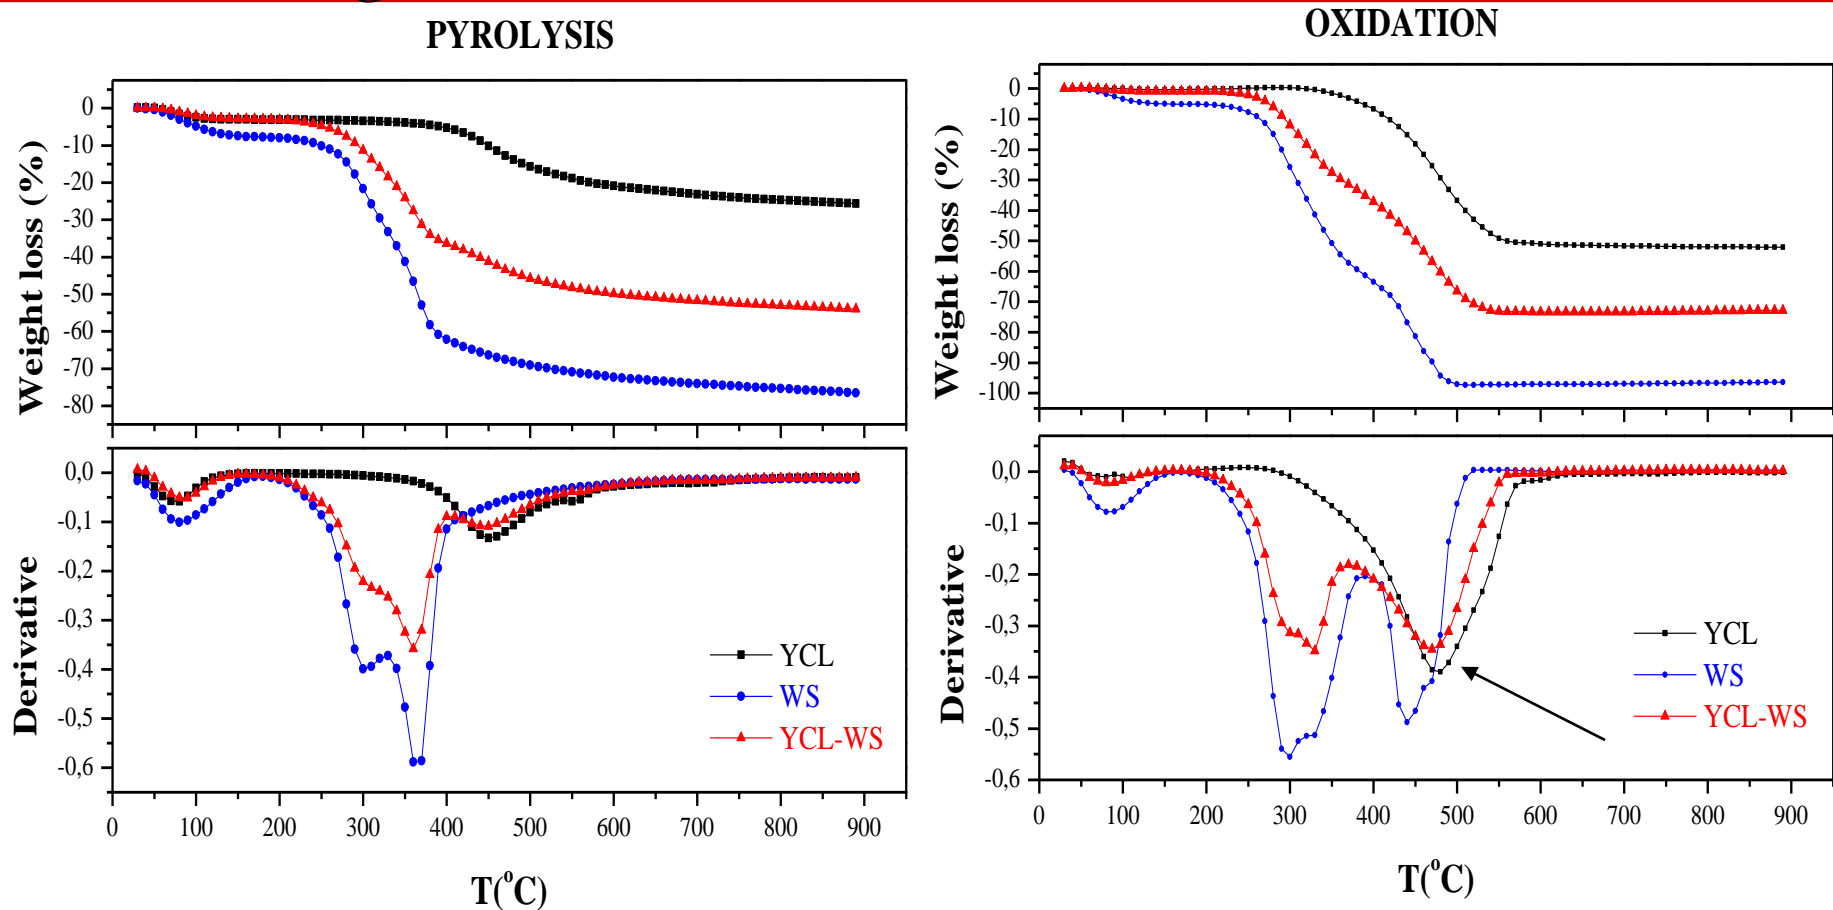 PYROLYSIS
0
-10
-20
-30
-40
-50
-60
-70
-80
Weight loss (%)
0,0
-0,1
-0,2
-0,3
-0,4
-0,5
-0,6
Derivative
YCL
WS
YCL-WS
0 100 200 300 400 500 600 700 800 900
T(°C)
OXIDATION
0
-10
-20
-30
-40
-50
-60
-70
-80
-90
-100
Weight loss (%)
0,0
-0,1
-0,2
-0,3
-0,4
-0,5
-0,6
Derivative
YCL
WS
YCL-WS
0 100 200 300 400 500 600 700 800 900
T(°C)